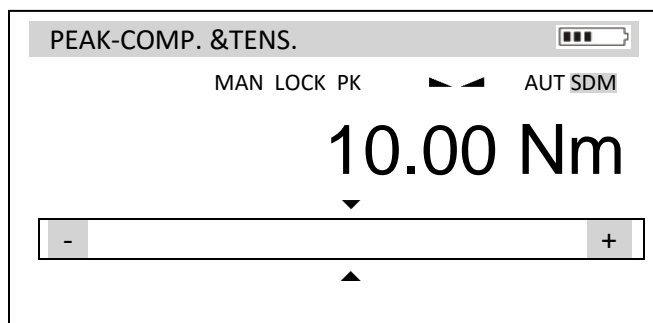 PEAK-COMP. &TENS.
MAN LOCK PK AUT SDM
10.00 Nm
- +